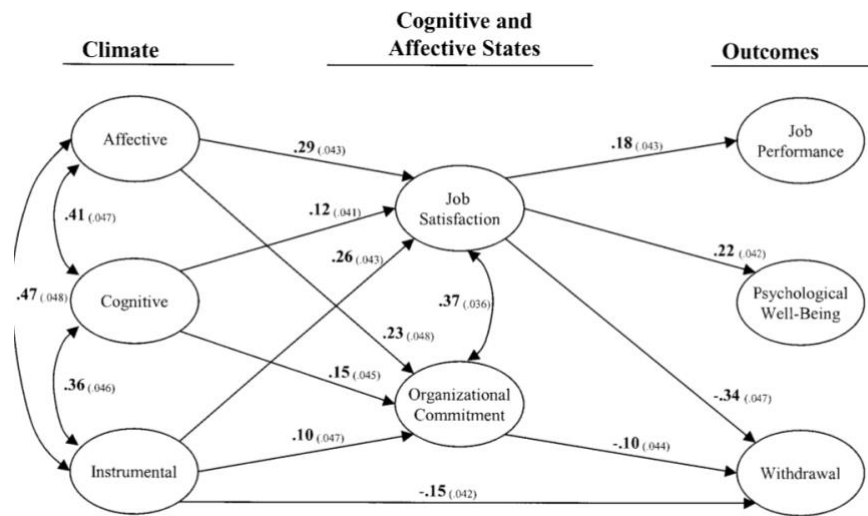 Climate
Cognitive and
Affective States
Outcomes
Affective
Job
Performance
.29 (.043)
.18 (.043)
Job
Satisfaction
.41 (.047)
.12 (.041)
.26 (.043)
.22 (.042)
.47 (.048)
Cognitive
.37 (.036)
Psychological
Well-Being
.23 (.048)
.36 (.046)
.15 (.045)
Organizational
Commitment
-.34 (.047)
.10 (.047)
-.10 (.044)
Instrumental
Withdrawal
-.15 (.042)